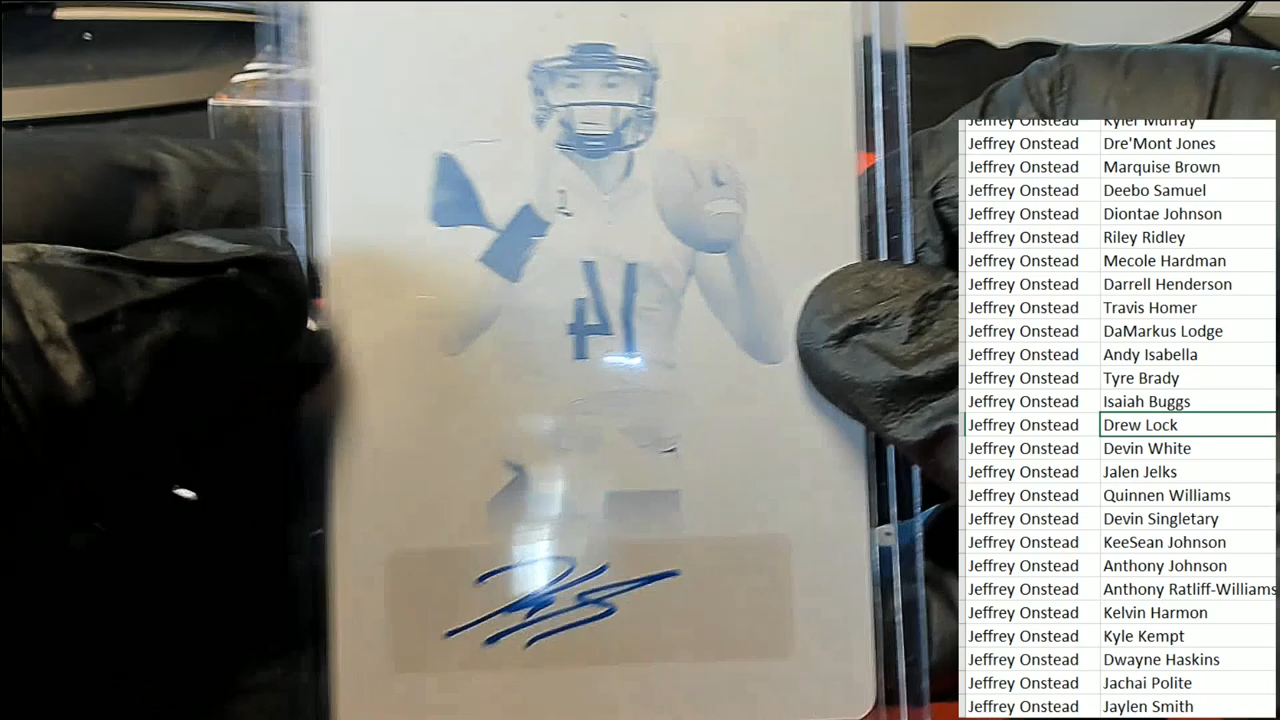 Jeffrey Onstead Kyler Murray
Jeffrey Onstead Dre'Mont Jones
Jeffrey Onstead Marquise Brown
Jeffrey Onstead Deebo Samuel
Jeffrey Onstead Diontae Johnson
Jeffrey Onstead Riley Ridley
Jeffrey Onstead Mecole Hardman
Jeffrey Onstead Darrell Henderson
Jeffrey Onstead Travis Homer
Jeffrey Onstead DaMarkus Lodge
Jeffrey Onstead Andy Isabella
Jeffrey Onstead Tyre Brady
Jeffrey Onstead Isaiah Buggs
Jeffrey Onstead Drew Lock
Jeffrey Onstead Devin White
Jeffrey Onstead Jalen Jelks
Jeffrey Onstead Quinnen Williams
Jeffrey Onstead Devin Singletary
Jeffrey Onstead KeeSean Johnson
Jeffrey Onstead Anthony Johnson
Jeffrey Onstead Anthony Ratliff-Williams
Jeffrey Onstead Kelvin Harmon
Jeffrey Onstead Kyle Kempt
Jeffrey Onstead Dwayne Haskins
Jeffrey Onstead Jachai Polite
Jeffrey Onstead Jaylen Smith